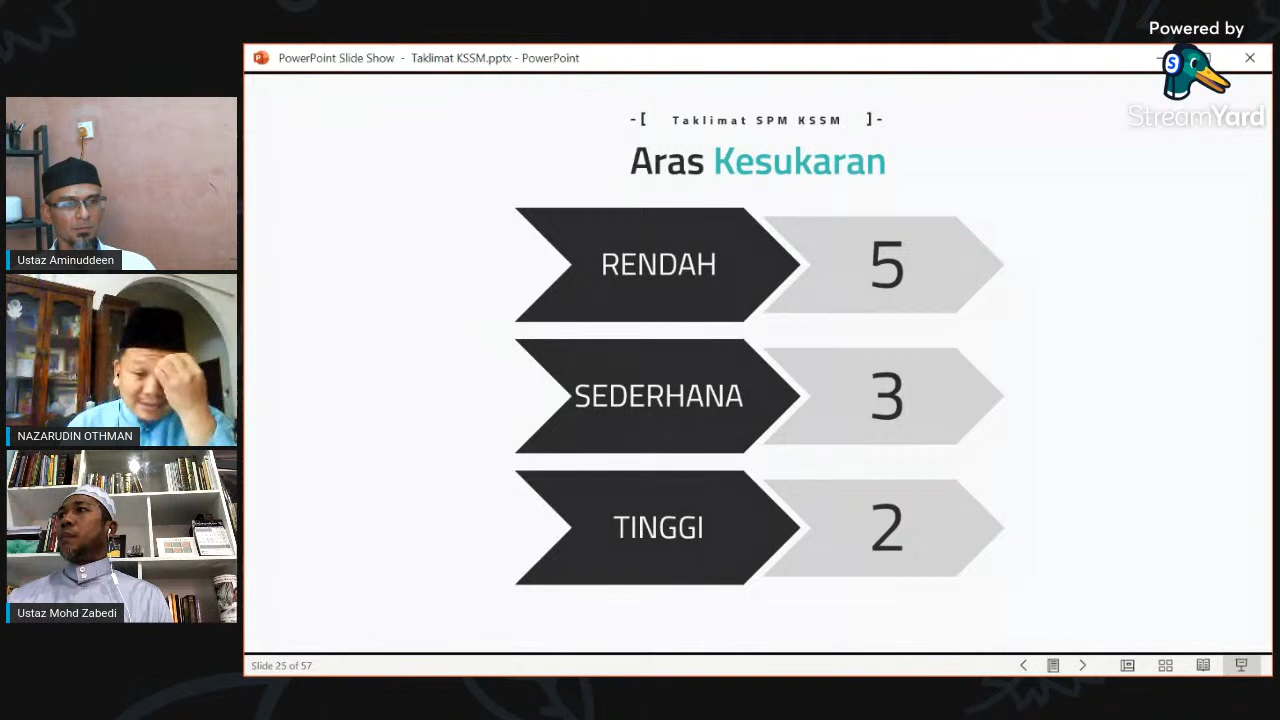 Powered by
StreamYard
PowerPoint Slide Show - Taklimat KSSM.pptx - PowerPoint
-[ Taklimat SPM KSSM ]-
Aras Kesukaran
RENDAH 5
SEDERHANA 3
TINGGI 2
Slide 25 of 57
Ustaz Aminuddeen
NAZARUDIN OTHMAN
Ustaz Mohd Zabedi